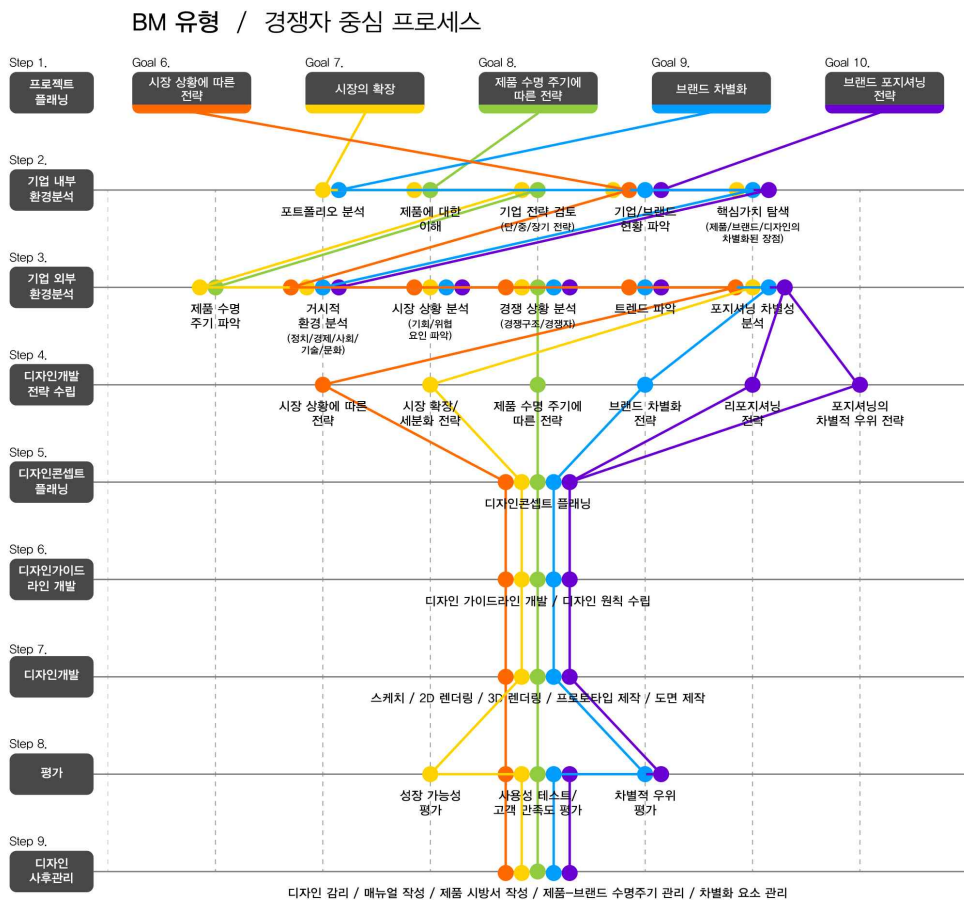 BM 유형 / 경쟁자 중심 프로세스
Step 1.
프로젝트
플래닝
Goal 6.
시장 상황에 따른
전략
Goal 7.
시장의 확장
Goal 8.
제품 수명 주기에
따른 전략
Goal 9.
브랜드 차별화
Goal 10.
브랜드 포지셔닝
전략
Step 2.
기업 내부
환경분석
포트폴리오 분석
제품에 대한
이해
기업 전략 검토
(단/중/장기 전략)
기업/브랜드
현황 파악
핵심가치 탐색
(제품/브랜드/디자인의
차별화된 장점)
Step 3.
기업 외부
환경분석
제품 수명
주기 파악
거시적
환경 분석
(정치/경제/사회/
기술/문화)
시장 상황 분석
(기회/위협
요인 파악)
경쟁 상황 분석
(경쟁구조/경쟁자)
트렌드 파악
포지셔닝 차별성
분석
Step 4.
디자인개발
전략 수립
시장 상황에 따른
전략
시장 확장/
세분화 전략
제품 수명 주기에
따른 전략
브랜드 차별화
전략
리포지셔닝
전략
포지셔닝의
차별적 우위 전략
Step 5.
디자인콘셉트
플래닝
디자인콘셉트 플래닝
Step 6.
디자인가이드
라인 개발
디자인 가이드라인 개발 / 디자인 원칙 수립
Step 7.
디자인개발
스케치 / 2D 렌더링 / 3D 렌더링 / 프로토타입 제작 / 도면 제작
Step 8.
평가
성장 가능성
평가
사용성 테스트/
고객 만족도 평가
차별적 우위
평가
Step 9.
디자인
사후관리
디자인 감리 / 매뉴얼 작성 / 제품 시방서 작성 / 제품-브랜드 수명주기 관리 / 차별화 요소 관리